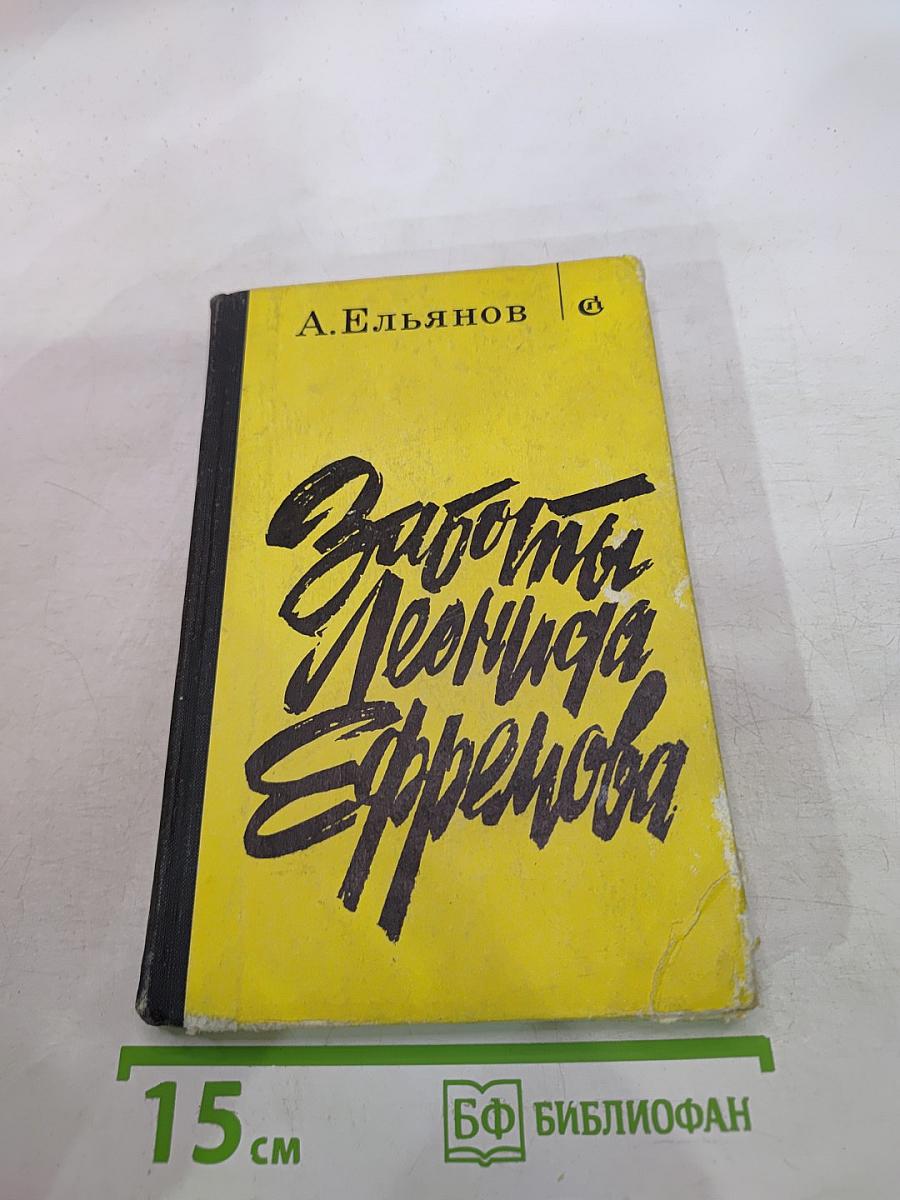 А.Ельянов
Заботы
Леонида
Ефремова
15 см
БФ БИБЛИОФАН